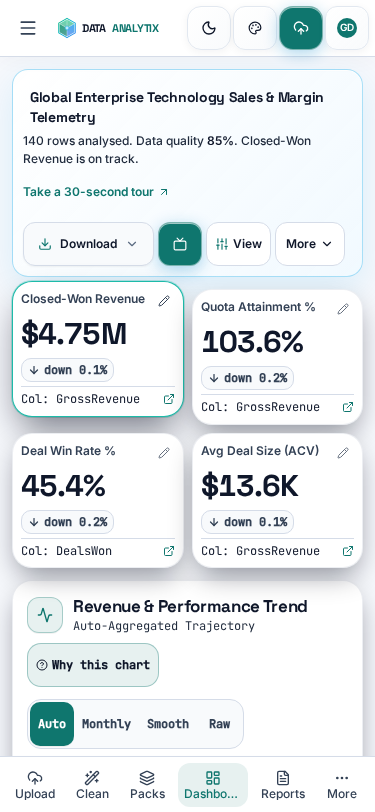 DATA ANALYTIX
GD
Global Enterprise Technology Sales & Margin
Telemetry
140 rows analysed. Data quality 85%. Closed-Won
Revenue is on track.
Take a 30-second tour
Download
View
More
Closed-Won Revenue
$4.75M
↓ down 0.1%
Col: GrossRevenue
Quota Attainment %
103.6%
↓ down 0.2%
Col: GrossRevenue
Deal Win Rate %
45.4%
↓ down 0.2%
Col: DealsWon
Avg Deal Size (ACV)
$13.6K
↓ down 0.1%
Col: GrossRevenue
Revenue & Performance Trend
Auto-Aggregated Trajectory
Why this chart
Auto Monthly Smooth Raw
Upload Clean Packs Dashbo... Reports More